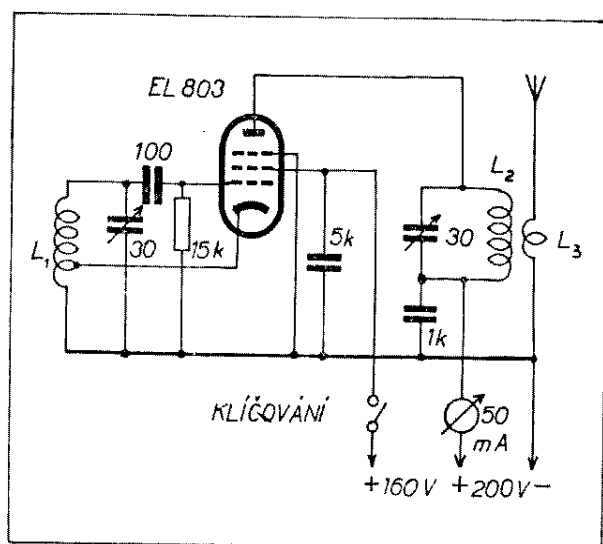 EL 803
100
L₂
L₁
30
15k
5k
30
L₃
1k
KLÍČOVÁNÍ
50
mA
+160V
+200V-